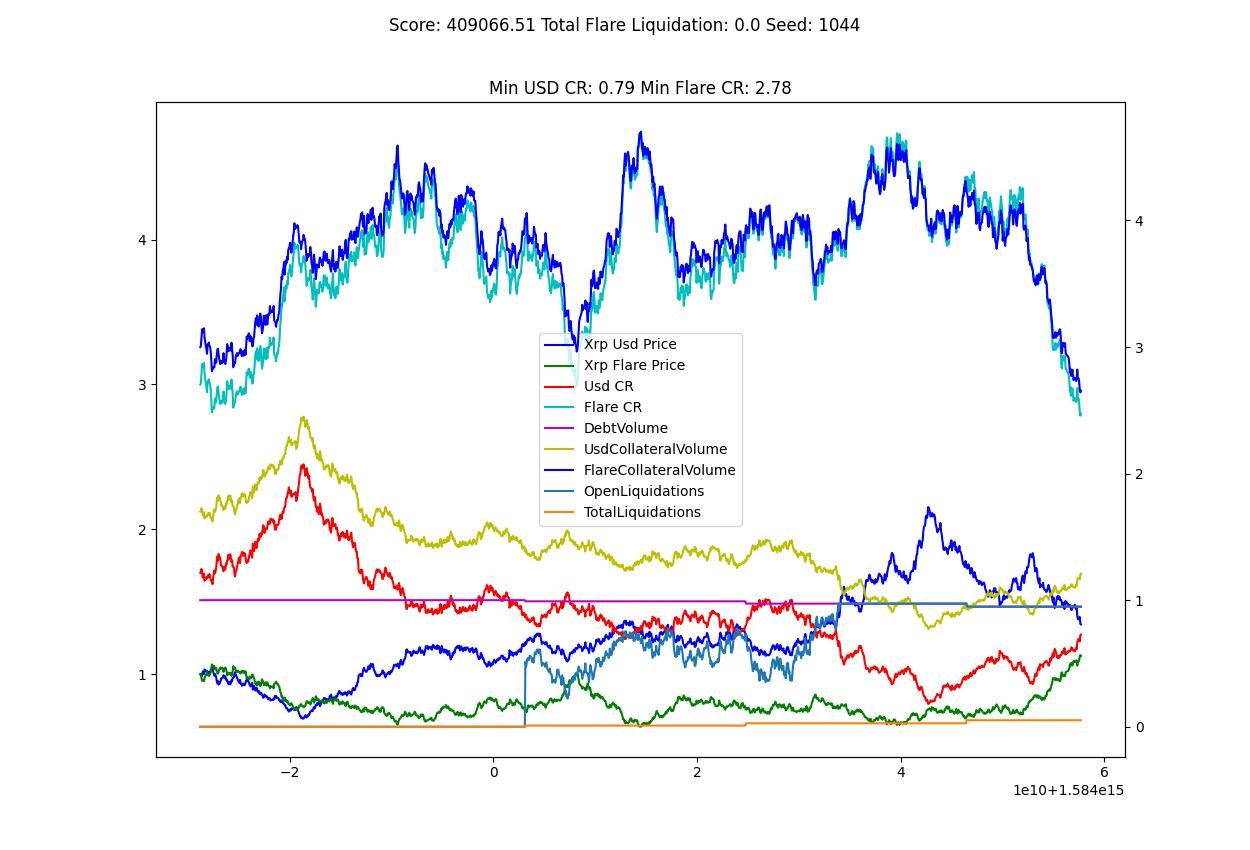 Score: 409066.51 Total Flare Liquidation: 0.0 Seed: 1044
Min USD CR: 0.79 Min Flare CR: 2.78
4
3
2
1
4
3
2
1
0
Xrp Usd Price
Xrp Flare Price
Usd CR
Flare CR
DebtVolume
UsdCollateralVolume
FlareCollateralVolume
OpenLiquidations
TotalLiquidations
−2 0 2 4 6
1e10+1.584e15